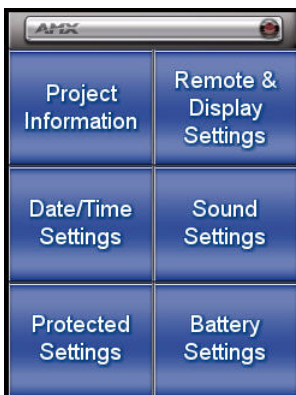 AMX
Project
Information
Remote &
Display
Settings
Date/Time
Settings
Sound
Settings
Protected
Settings
Battery
Settings